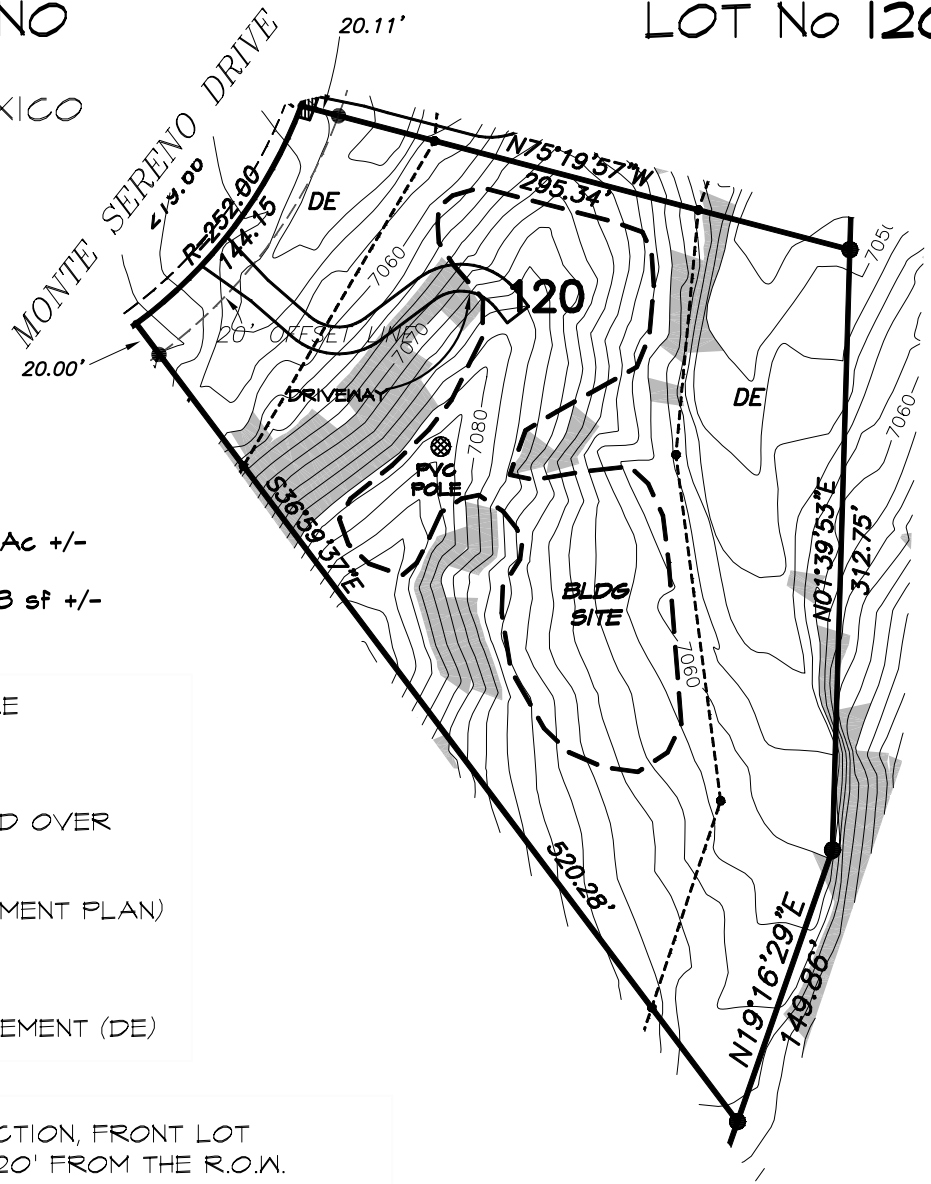 NO
LOT No 120
20.11'
XICO
MONTE SERENO DRIVE
R=252.00
144.15
DE
N75°19'57"W
295.34'
7060
7050
120
20' OFFSET LINE
7070
20.00'
DRIVEWAY
DE
7060
7080
PVC
POLE
S36°59'37"E
N01°39'53"E
312.75'
Ac +/-
3 sf +/-
BLDG
SITE
7060
LE
D OVER
520.28'
MENT PLAN)
N19°16'29"E
149.86'
EMENT (DE)
CTION, FRONT LOT
20' FROM THE R.O.W.